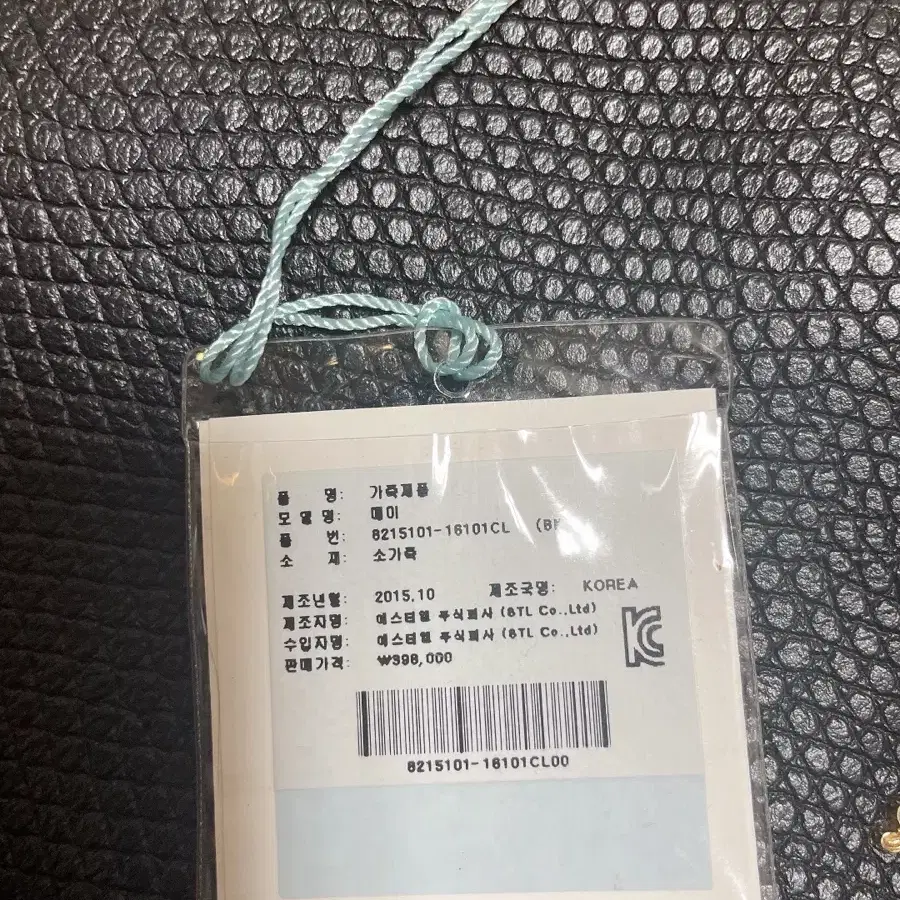 품 명: 가죽제품
모델명: 메이
품 번: 8215101-16101CL
소 재: 소가죽
제조년월: 2015.10 제조국명: KOREA
제조자명: 에스티엘 주식회사 (STL Co.,Ltd)
수입자명: 에스티엘 주식회사 (STL Co.,Ltd)
판매가격: ₩398,000
8215101-16101CL00